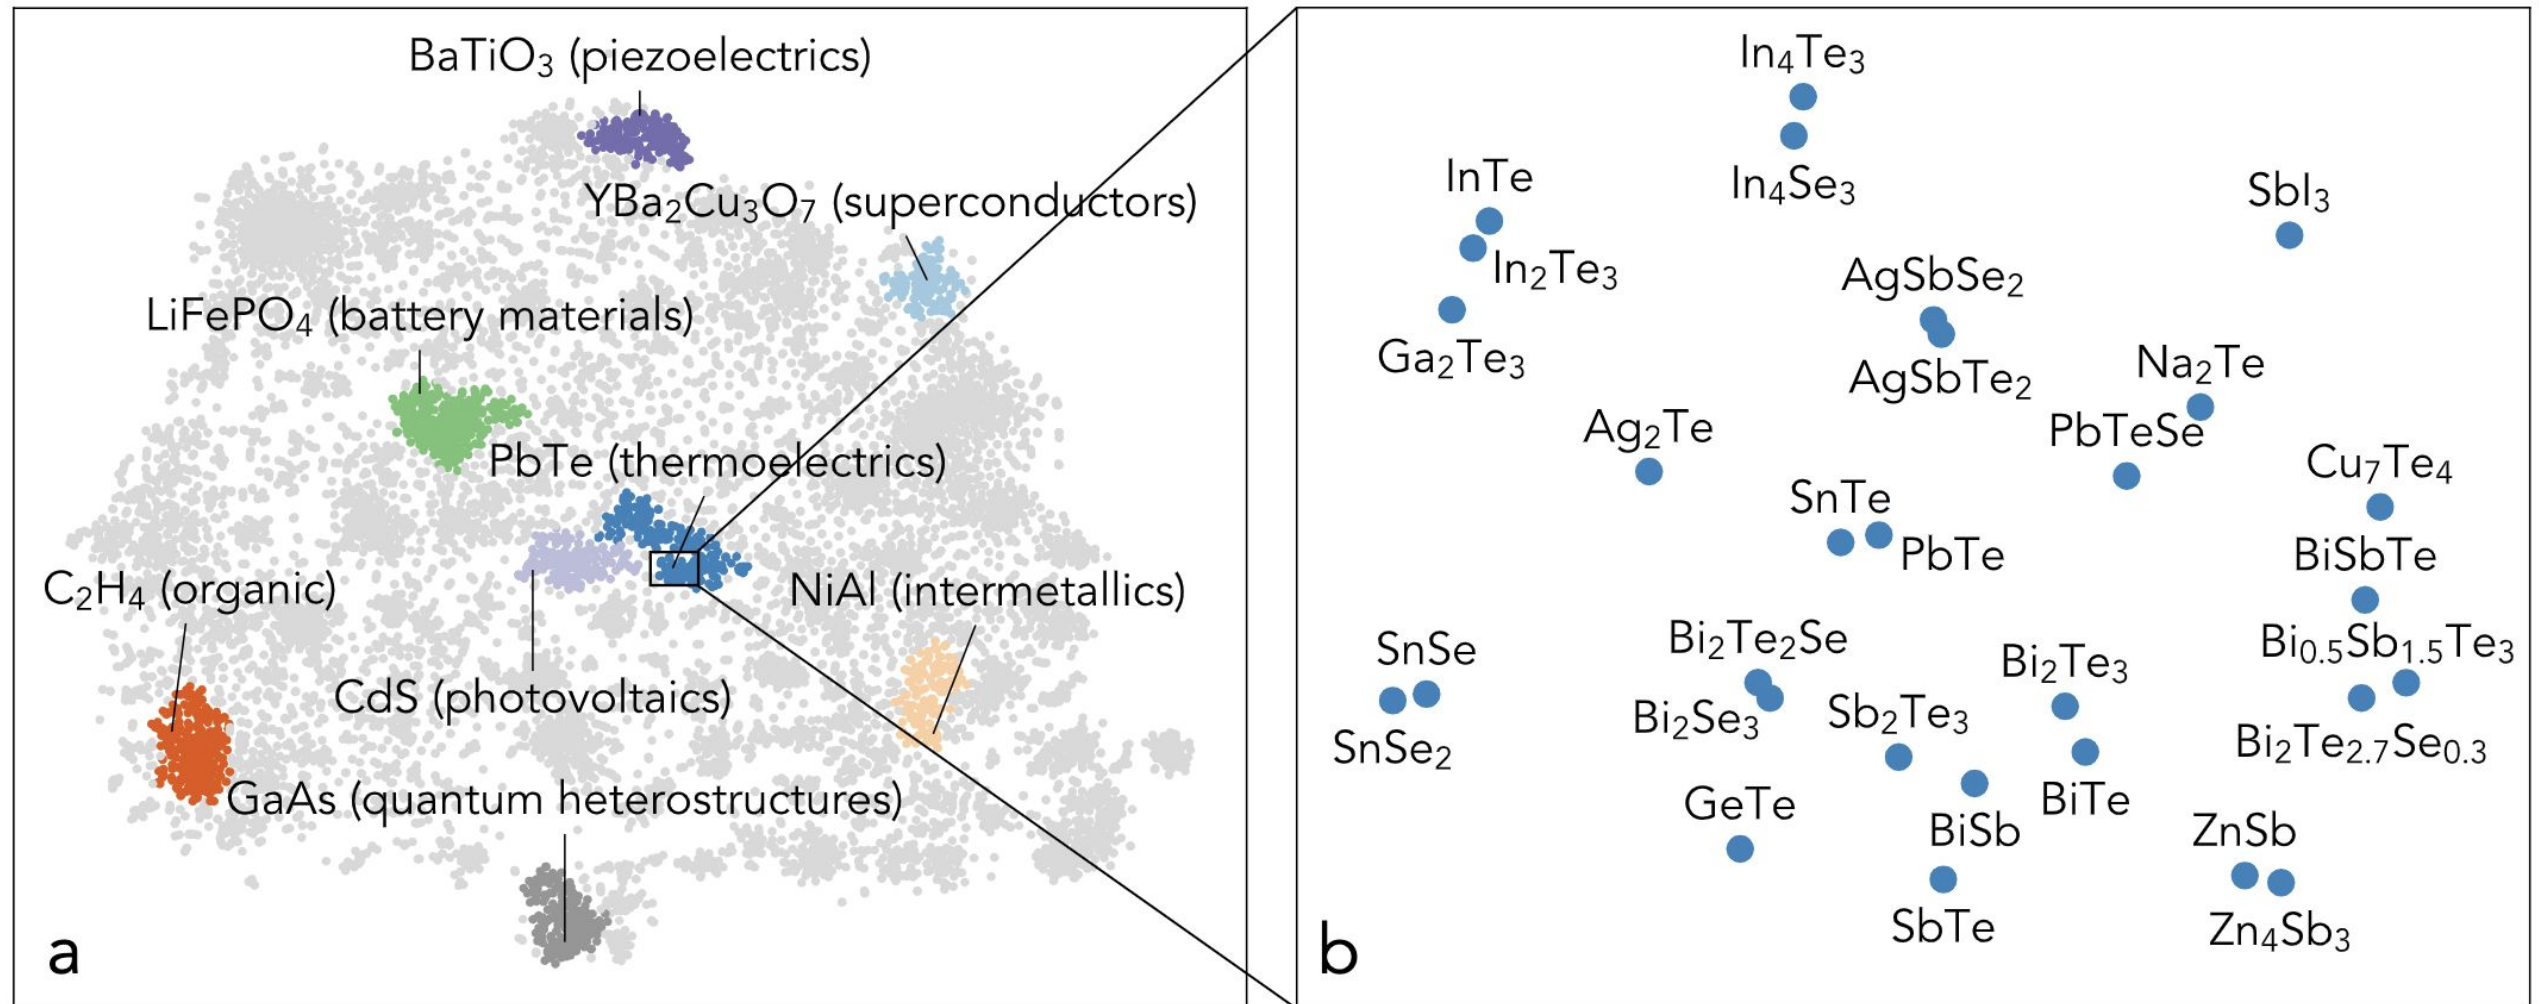 BaTiO₃ (piezoelectrics)
YBa₂Cu₃O₇ (superconductors)
LiFePO₄ (battery materials)
PbTe (thermoelectrics)
C₂H₄ (organic)
NiAl (intermetallics)
CdS (photovoltaics)
GaAs (quantum heterostructures)
a
In₄Te₃
In₄Se₃
InTe
In₂Te₃
Ga₂Te₃
SbI₃
AgSbSe₂
AgSbTe₂
Na₂Te
PbTeSe
Ag₂Te
Cu₇Te₄
SnTe
PbTe
BiSbTe
SnSe
SnSe₂
Bi₂Te₂Se
Bi₂Se₃
Bi₂Te₃
Bi₀.₅Sb₁.₅Te₃
Sb₂Te₃
Bi₂Te₂.₇Se₀.₃
GeTe
BiTe
BiSb
ZnSb
SbTe
Zn₄Sb₃
b